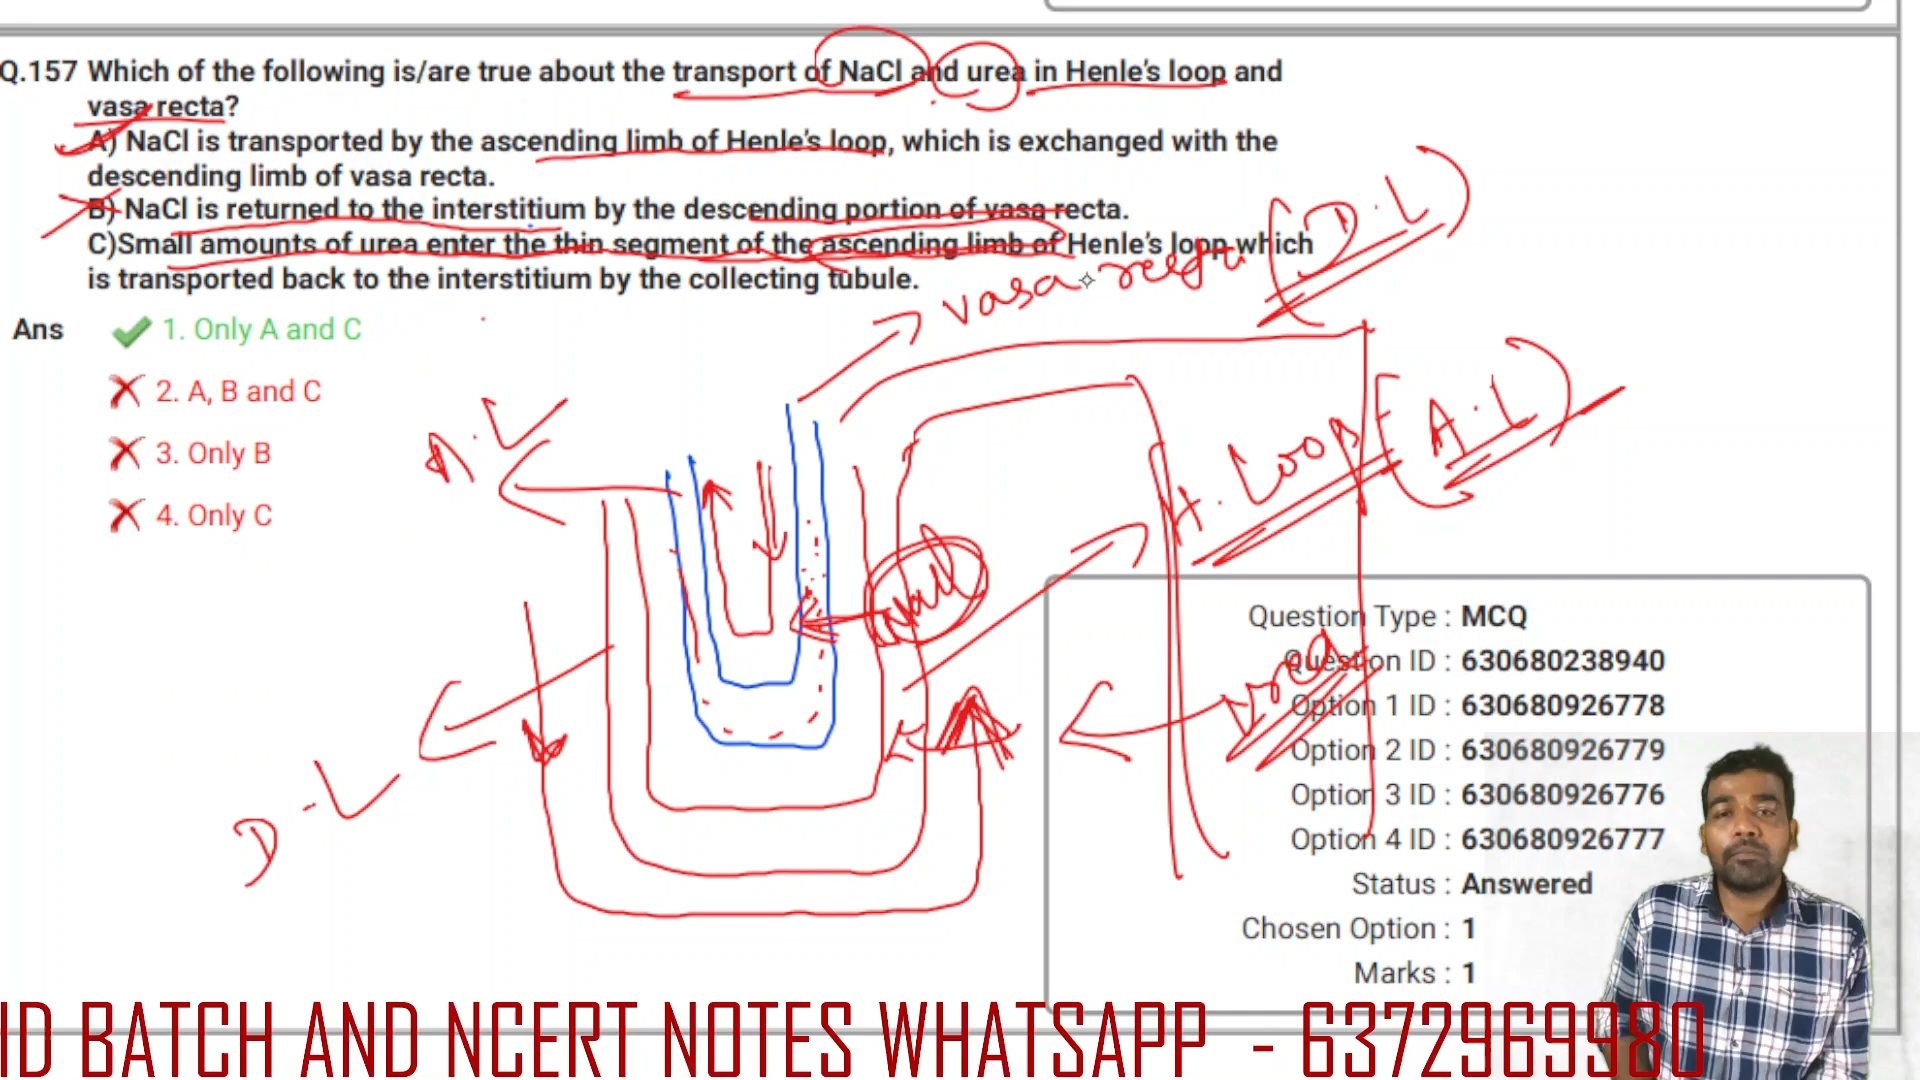 Q.157 Which of the following is/are true about the transport of NaCl and urea in Henle's loop and
vasa recta?
A) NaCl is transported by the ascending limb of Henle's loop, which is exchanged with the
descending limb of vasa recta.
B) NaCl is returned to the interstitium by the descending portion of vasa recta.
C)Small amounts of urea enter the thin segment of the ascending limb of Henle's loop which
is transported back to the interstitium by the collecting tubule.
Ans
1. Only A and C
2. A, B and C
3. Only B
4. Only C
vasa recta (D.L)
A.L
H. Loop (A.L)
NaCl
urea
D-L
Question Type : MCQ
Question ID : 630680238940
Option 1 ID : 630680926778
Option 2 ID : 630680926779
Option 3 ID : 630680926776
Option 4 ID : 630680926777
Status : Answered
Chosen Option : 1
Marks : 1
ID BATCH AND NCERT NOTES WHATSAPP - 6372969980